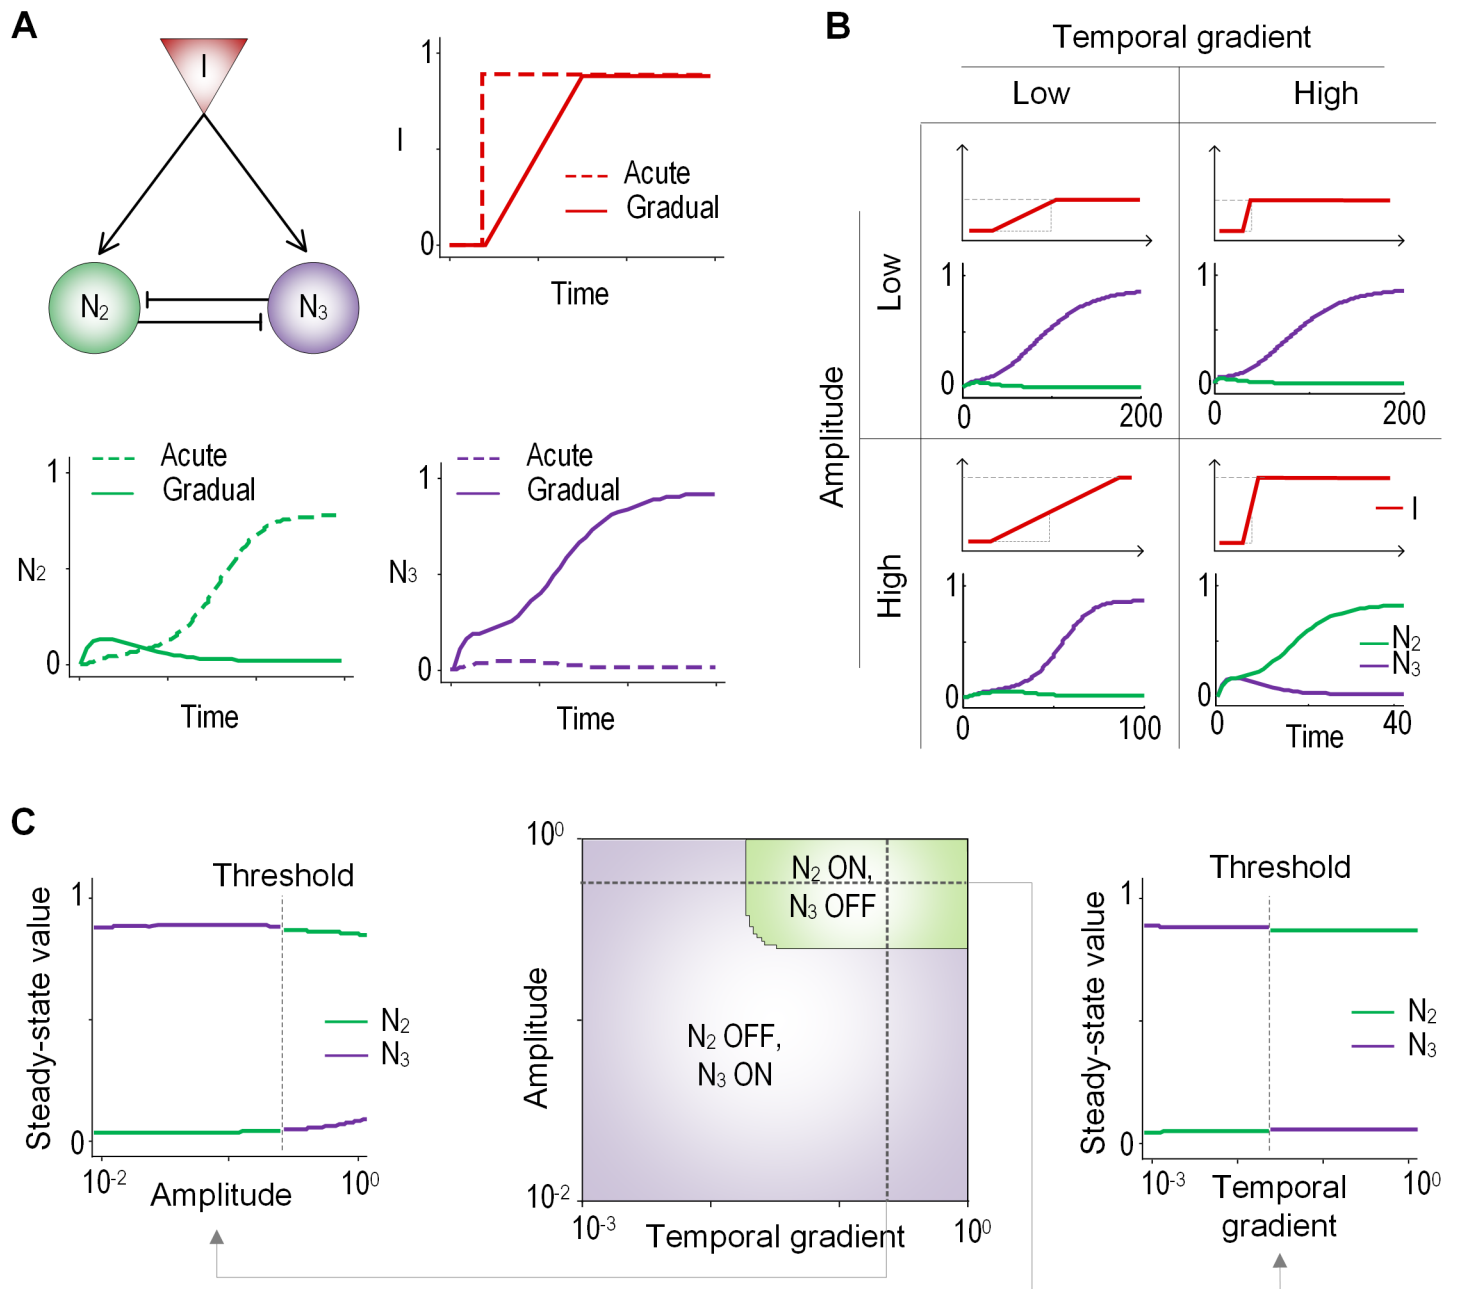 A
I
N2
N3
1
I
0
Acute
Gradual
Time
Acute
Gradual
1
N2
0
Time
Acute
Gradual
1
N3
0
Time
B
Temporal gradient
Low
High
Amplitude
Low
1
0
0
200
1
0
0
200
High
I
1
0
0
100
1
0
N2
N3
0
Time
40
C
Threshold
1
Steady-state value
N2
N3
0
10-2
Amplitude
100
100
N2 ON,
N3 OFF
Amplitude
N2 OFF,
N3 ON
10-2
10-3
Temporal gradient
100
Threshold
1
Steady-state value
N2
N3
0
10-3
Temporal
gradient
100